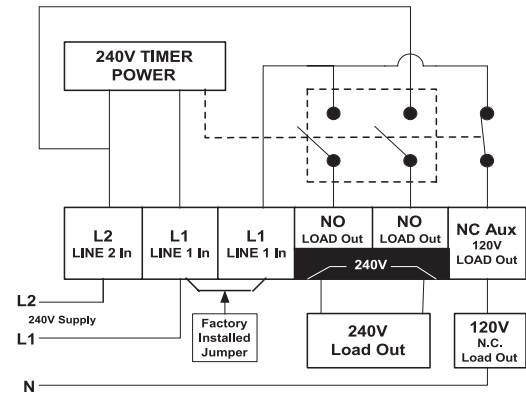 240V TIMER
POWER
L2
LINE 2 In
L1
LINE 1 In
L1
LINE 1 In
NO
LOAD Out
NO
LOAD Out
NC Aux
120V
LOAD Out
240V
L2
240V Supply
L1
N
Factory
Installed
Jumper
240V
Load Out
120V
N.C.
Load Out